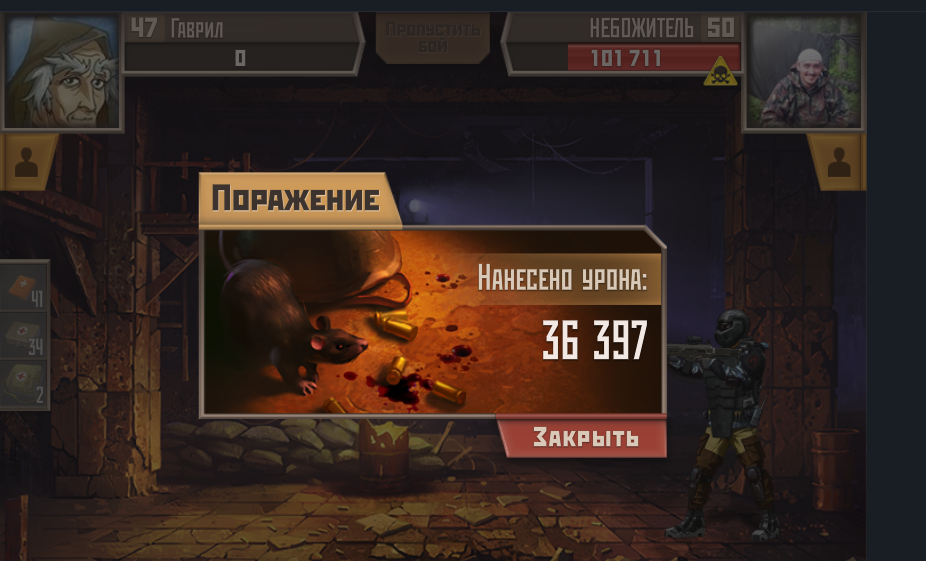 47 Гаврил
0
Пропустить
бой
Небожитель 50
101 711
Поражение
Нанесено урона:
36 397
41
34
2
Закрыть